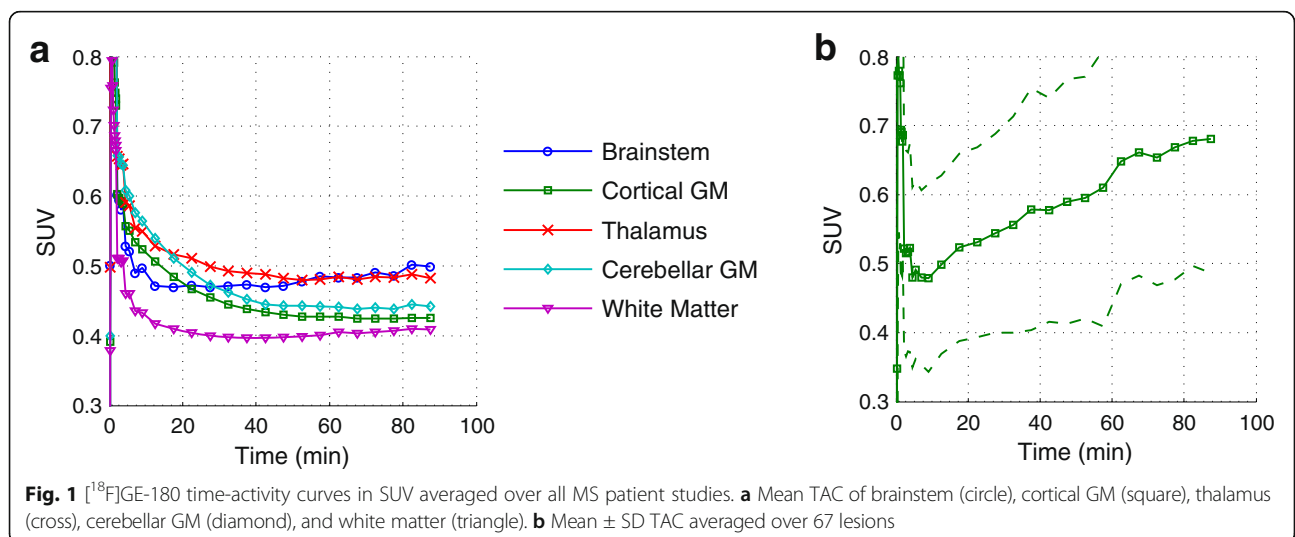 a
0.8
0.7
0.6
0.5
0.4
0.3
SUV
0 20 40 60 80 100
Time (min)
Brainstem
Cortical GM
Thalamus
Cerebellar GM
White Matter
b
0.8
0.7
0.6
0.5
0.4
0.3
SUV
0 20 40 60 80 100
Time (min)
Fig. 1 [18F]GE-180 time-activity curves in SUV averaged over all MS patient studies. a Mean TAC of brainstem (circle), cortical GM (square), thalamus
(cross), cerebellar GM (diamond), and white matter (triangle). b Mean ± SD TAC averaged over 67 lesions